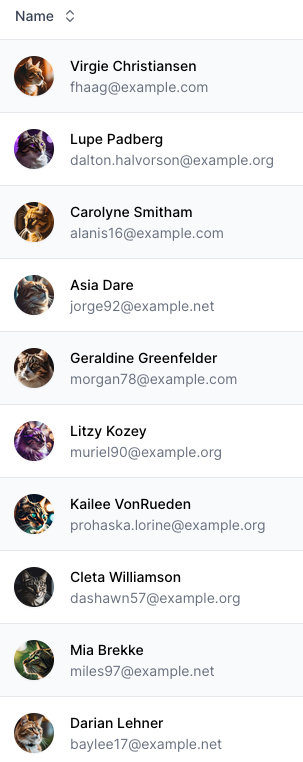 Name
Virgie Christiansen
fhaag@example.com
Lupe Padberg
dalton.halvorson@example.org
Carolyne Smitham
alanis16@example.com
Asia Dare
jorge92@example.net
Geraldine Greenfelder
morgan78@example.com
Litzy Kozey
muriel90@example.org
Kailee VonRueden
prohaska.lorine@example.org
Cleta Williamson
dashawn57@example.org
Mia Brekke
miles97@example.net
Darian Lehner
baylee17@example.net